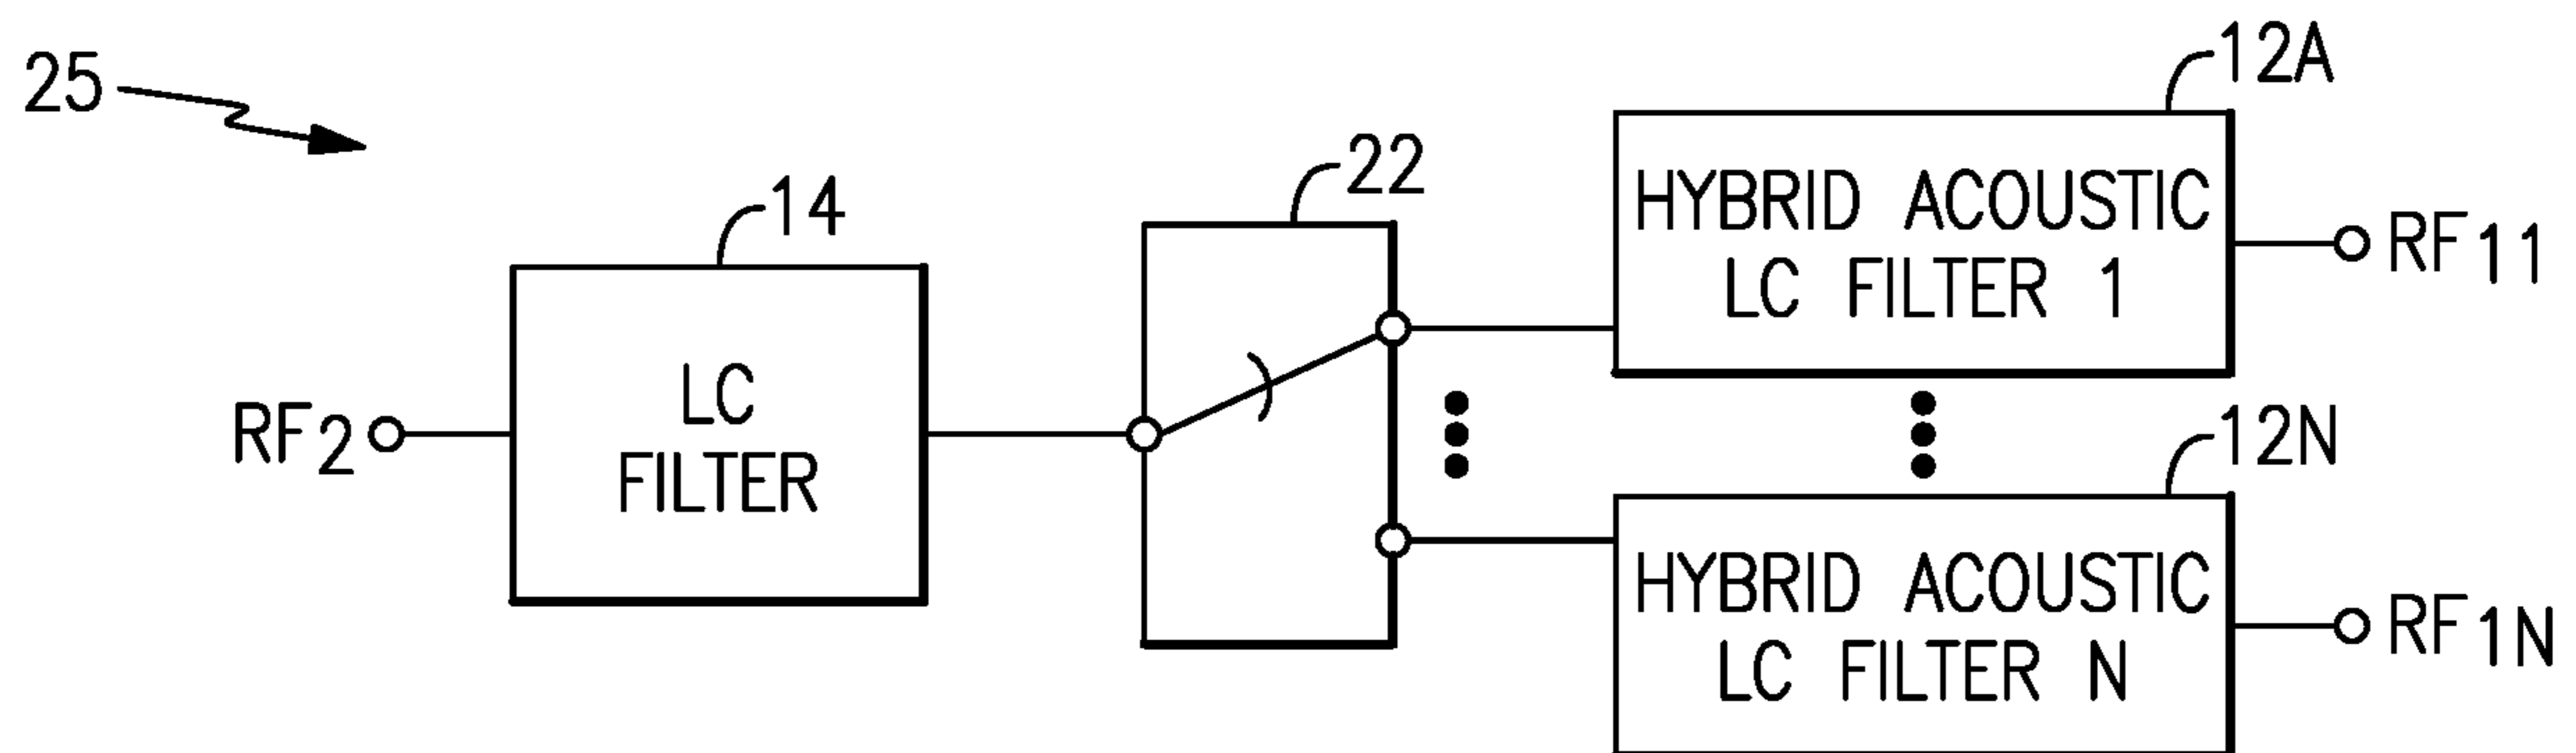 25
14
22
12A
HYBRID ACOUSTIC
LC FILTER 1
RF11
LC
FILTER
RF2
12N
HYBRID ACOUSTIC
LC FILTER N
RF1N